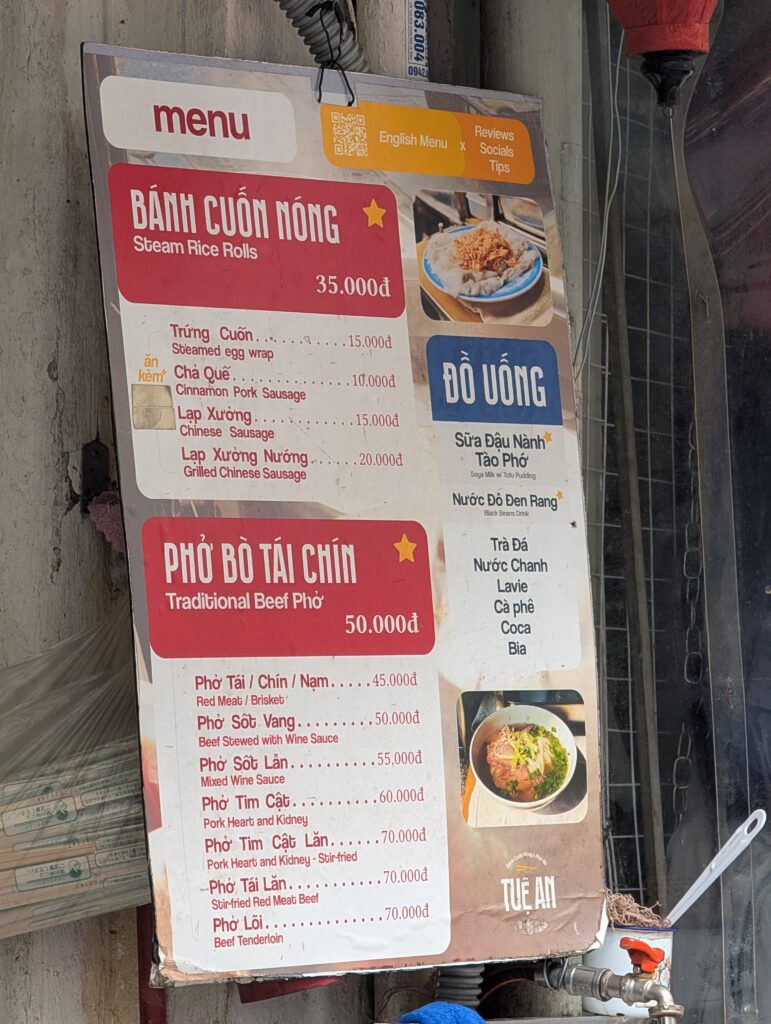 083.004
0942
menu
English Menu x Reviews
Socials
Tips
BÁNH CUỐN NÓNG
Steam Rice Rolls
35.000đ
ăn
kèm+
Trứng Cuốn..........15.000đ
Steamed egg wrap
Chả Quế..............10.000đ
Cinnamon Pork Sausage
Lạp Xưởng..........15.000đ
Chinese Sausage
Lạp Xưởng Nướng......20.000đ
Grilled Chinese Sausage
PHỞ BÒ TÁI CHÍN
Traditional Beef Phở
50.000đ
Phở Tái / Chín / Nạm.....45.000đ
Red Meat / Brisket
Phở Sốt Vang.........50.000đ
Beef Stewed with Wine Sauce
Phở Sốt Lẫn..........55,000đ
Mixed Wine Sauce
Phở Tim Cật..........60.000đ
Pork Heart and Kidney
Phở Tim Cật Lăn......70.000đ
Pork Heart and Kidney - Stir-fried
Phở Tái Lăn...........70.000đ
Stir-fried Red Meat Beef
Phở Lõi..............70.000đ
Beef Tenderloin
ĐỒ UỐNG
Sữa Đậu Nành
Tào Phớ
Soya Milk w/ Tofu Pudding
Nước Đỗ Đen Rang
Black Beans Drink
Trà Đá
Nước Chanh
Lavie
Cà phê
Coca
Bia
TUỆ AN